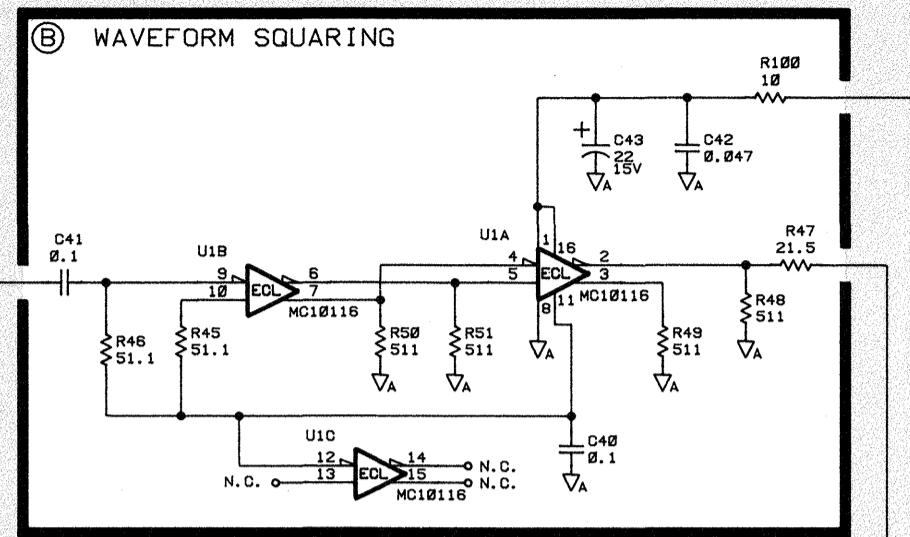 B WAVEFORM SQUARING
R100
10
C43
22
15V
A
C42
0.047
A
C41
0.1
U1B
9
10
ECL
6
7
MC10116
U1A
4
5
1
16
ECL
2
3
11
8
MC10116
A
R47
21.5
R46
51.1
R45
51.1
R50
511
A
R51
511
A
R49
511
A
R48
511
A
U1C
12
13
N.C.
ECL
14
15
N.C.
N.C.
MC10116
C40
0.1
A